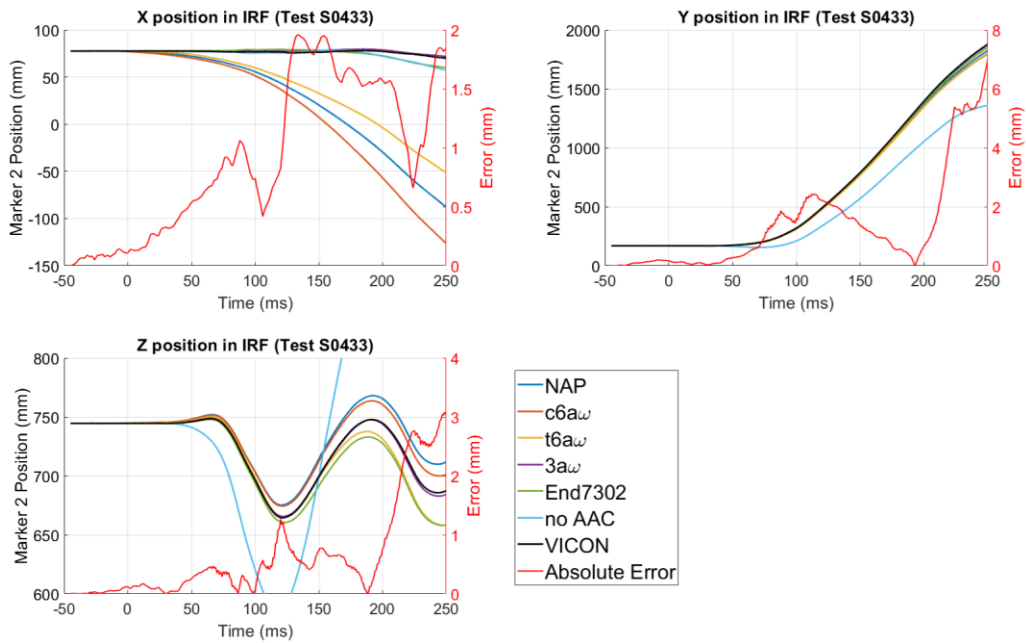 X position in IRF (Test S0433)
Marker 2 Position (mm)
100
50
0
-50
-100
-150
-50
0
50
100
150
200
250
Time (ms)
2
1.5
1
0.5
0
Error (mm)
Y position in IRF (Test S0433)
Marker 2 Position (mm)
2000
1500
1000
500
0
-50
0
50
100
150
200
250
Time (ms)
8
6
4
2
0
Error (mm)
Z position in IRF (Test S0433)
Marker 2 Position (mm)
800
750
700
650
600
-50
0
50
100
150
200
250
Time (ms)
4
3
2
1
0
Error (mm)
NAP
c6aω
t6aω
3aω
End7302
no AAC
VICON
Absolute Error